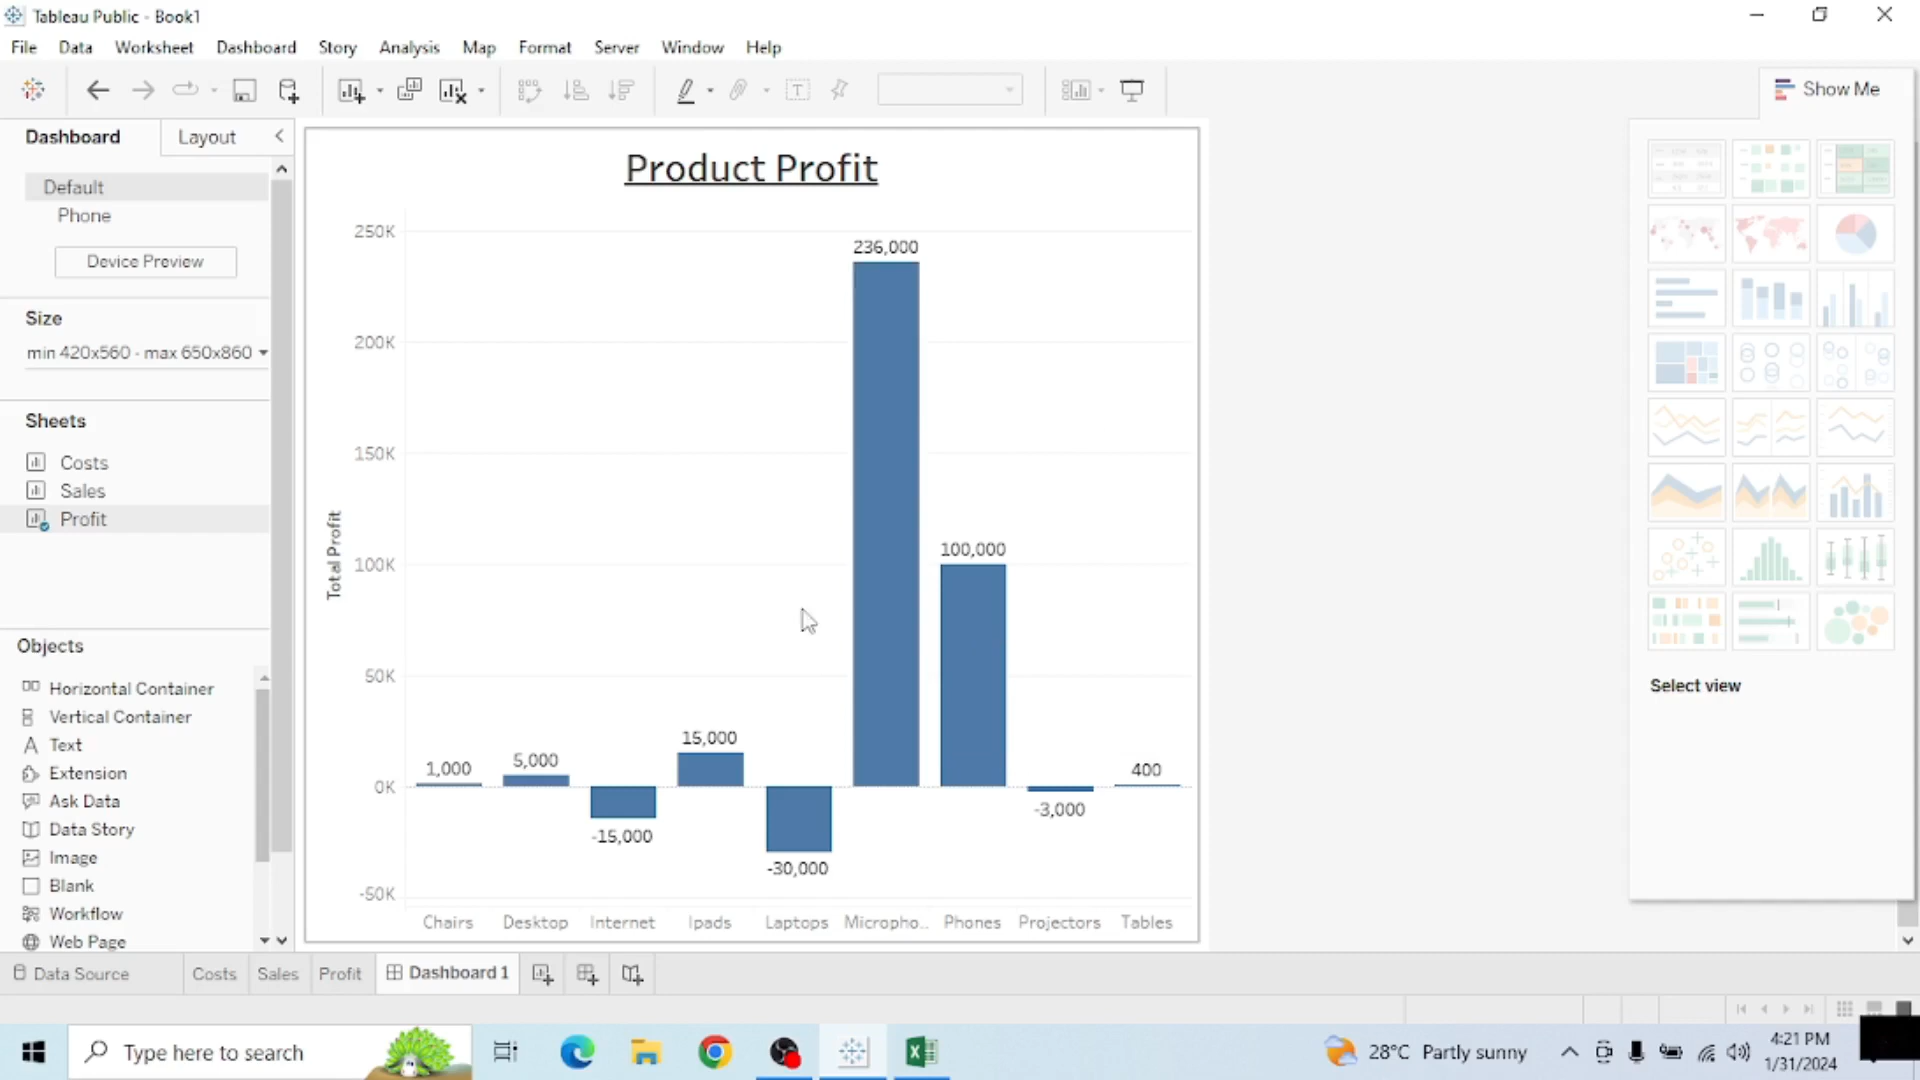 Tableau Public - Book1
File Data Worksheet Dashboard Story Analysis Map Format Server Window Help
Show Me
Dashboard Layout
Default
Phone
Device Preview
Size
min 420x560 - max 650x860
Sheets
Costs
Sales
Profit
Objects
Horizontal Container
Vertical Container
Text
Extension
Ask Data
Data Story
Image
Blank
Workflow
Web Page
Product Profit
Total Profit
250K
200K
150K
100K
50K
0K
-50K
1,000
5,000
-15,000
15,000
-30,000
236,000
100,000
-3,000
400
Chairs Desktop Internet Ipads Laptops Micropho.. Phones Projectors Tables
Select view
Data Source Costs Sales Profit Dashboard 1
Type here to search
28°C Partly sunny
4:21 PM
1/31/2024